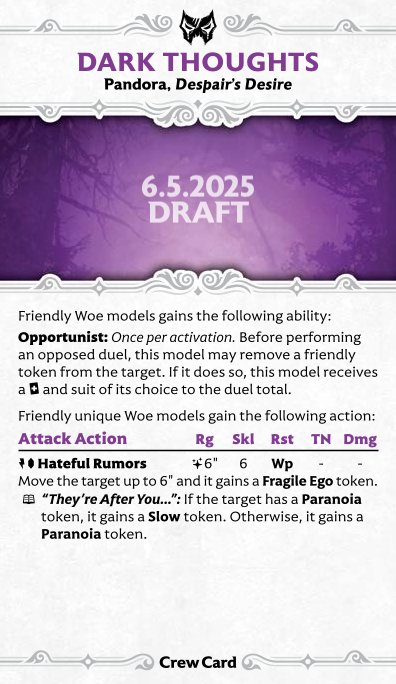 DARK THOUGHTS
Pandora, Despair's Desire
6.5.2025
DRAFT
Friendly Woe models gains the following ability:
Opportunist: Once per activation. Before performing
an opposed duel, this model may remove a friendly
token from the target. If it does so, this model receives
a + and suit of its choice to the duel total.
Friendly unique Woe models gain the following action:
Attack Action Rg Skl Rst TN Dmg
Hateful Rumors 6" 6 Wp - -
Move the target up to 6" and it gains a Fragile Ego token.
"They're After You...": If the target has a Paranoia
token, it gains a Slow token. Otherwise, it gains a
Paranoia token.
Crew Card